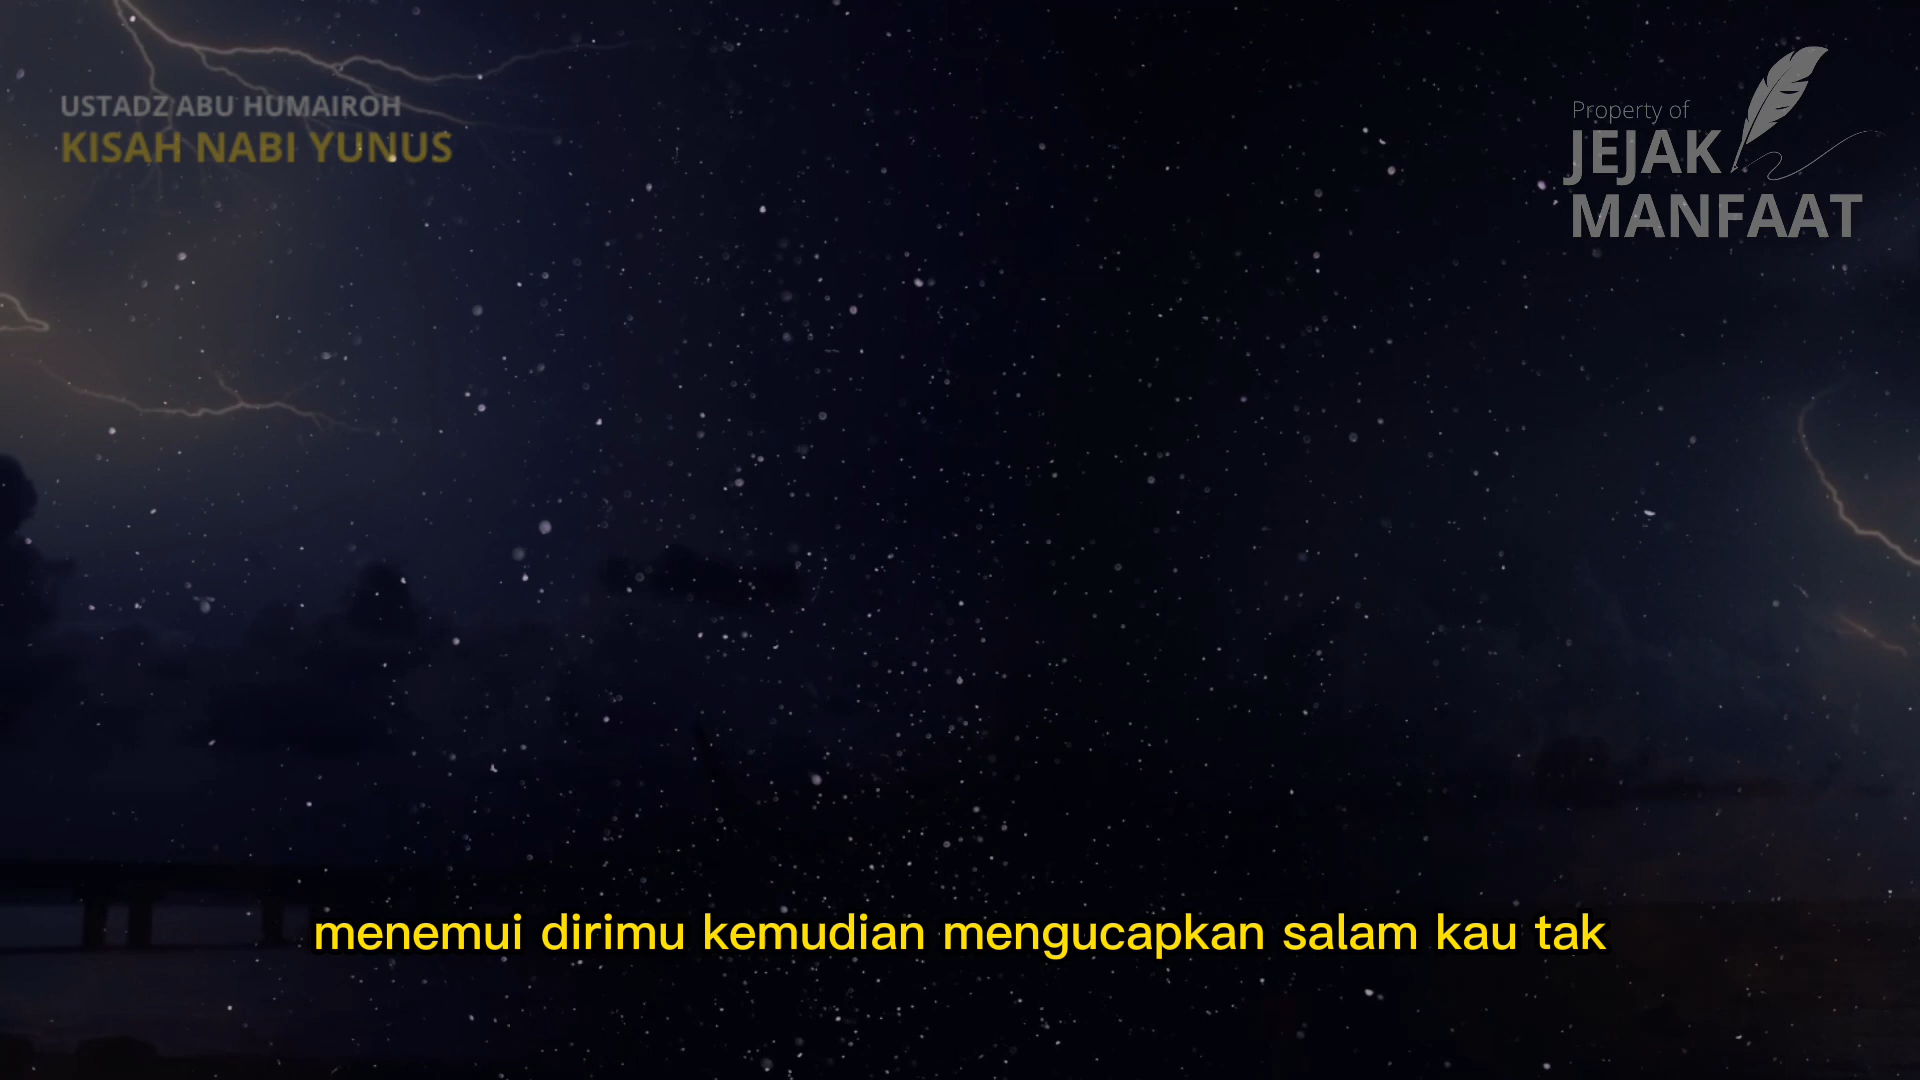 USTADZ ABU HUMAIROH
KISAH NABI YUNUS
Property of
JEJAK
MANFAAT
menemui dirimu kemudian mengucapkan salam kau tak